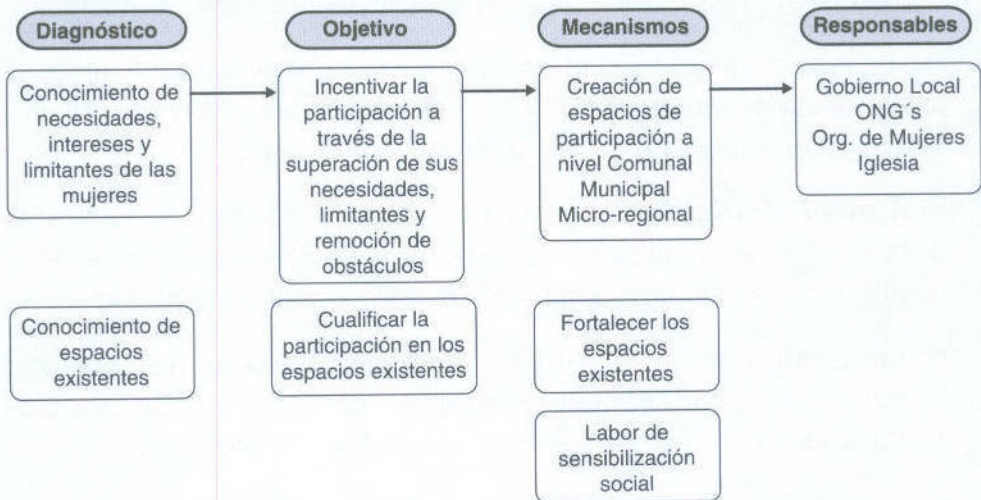 Diagnóstico
Objetivo
Mecanismos
Responsables
Conocimiento de
necesidades,
intereses y
limitantes de las
mujeres
Incentivar la
participación a
través de la
superación de sus
necesidades,
limitantes y
remoción de
obstáculos
Creación de
espacios de
participación a
nivel Comunal
Municipal
Micro-regional
Gobierno Local
ONG´s
Org. de Mujeres
Iglesia
Conocimiento de
espacios
existentes
Cualificar la
participación en los
espacios existentes
Fortalecer los
espacios
existentes
Labor de
sensibilización
social